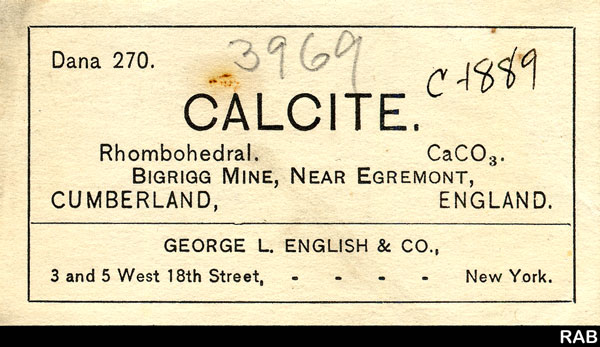 Dana 270.
3969
C-1889
CALCITE.
Rhombohedral. CaCO₃.
BIGRIGG MINE, NEAR EGREMONT,
CUMBERLAND, ENGLAND.
GEORGE L. ENGLISH & CO.,
3 and 5 West 18th Street, - - - - New York.
RAB